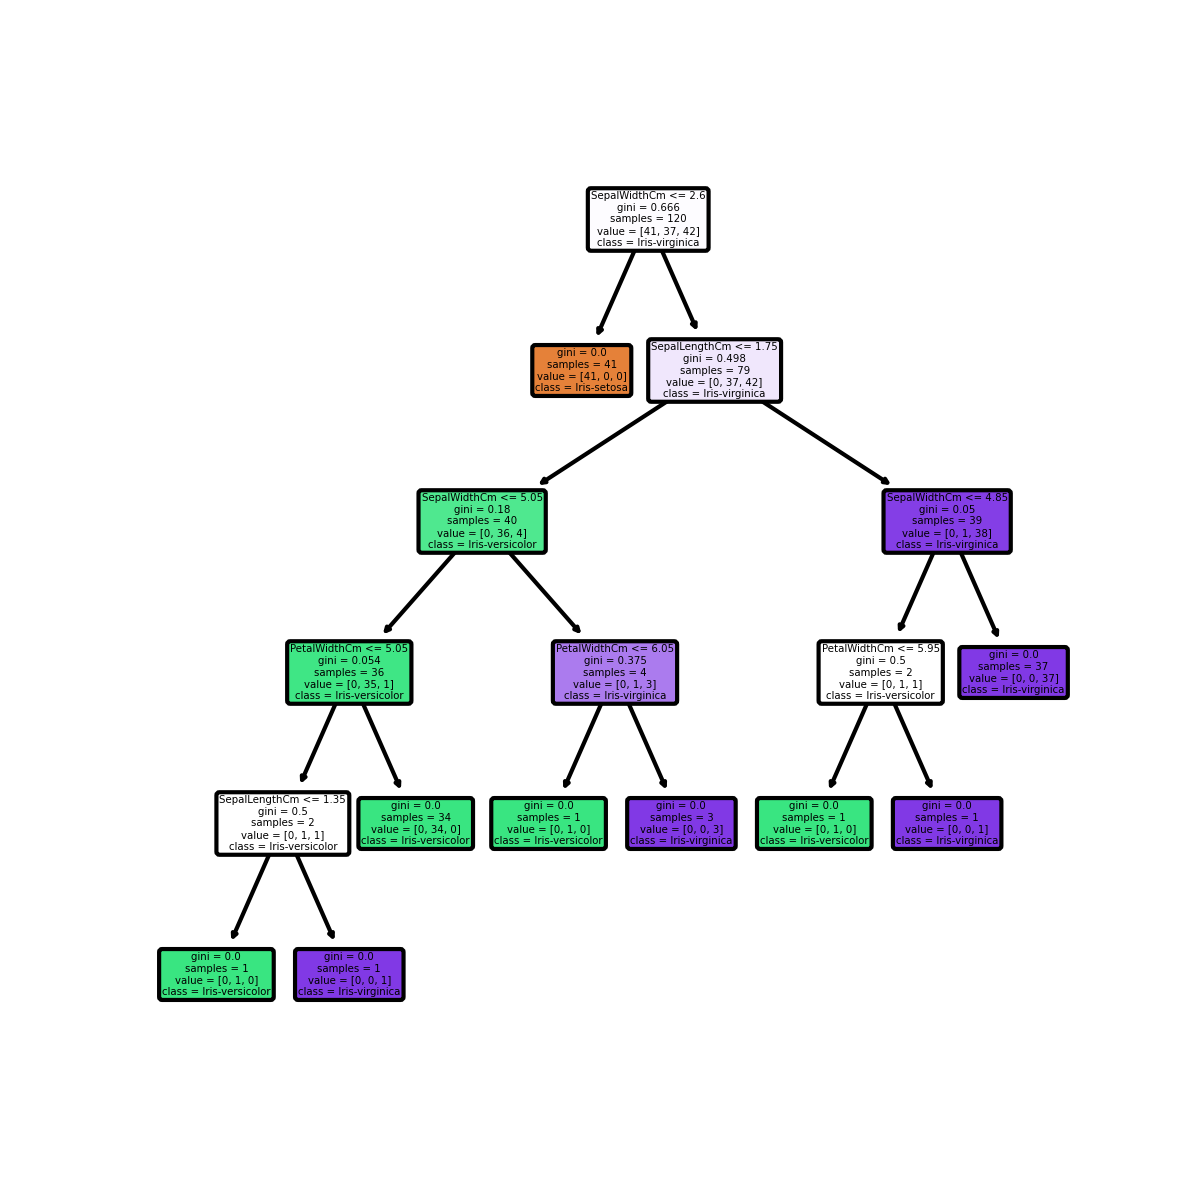 SepalWidthCm <= 2.6
gini = 0.666
samples = 120
value = [41, 37, 42]
class = Iris-virginica
gini = 0.0
samples = 41
value = [41, 0, 0]
class = Iris-setosa
SepalLengthCm <= 1.75
gini = 0.498
samples = 79
value = [0, 37, 42]
class = Iris-virginica
SepalWidthCm <= 5.05
gini = 0.18
samples = 40
value = [0, 36, 4]
class = Iris-versicolor
SepalWidthCm <= 4.85
gini = 0.05
samples = 39
value = [0, 1, 38]
class = Iris-virginica
PetalWidthCm <= 5.05
gini = 0.054
samples = 36
value = [0, 35, 1]
class = Iris-versicolor
PetalWidthCm <= 6.05
gini = 0.375
samples = 4
value = [0, 1, 3]
class = Iris-virginica
PetalWidthCm <= 5.95
gini = 0.5
samples = 2
value = [0, 1, 1]
class = Iris-versicolor
gini = 0.0
samples = 37
value = [0, 0, 37]
class = Iris-virginica
SepalLengthCm <= 1.35
gini = 0.5
samples = 2
value = [0, 1, 1]
class = Iris-versicolor
gini = 0.0
samples = 34
value = [0, 34, 0]
class = Iris-versicolor
gini = 0.0
samples = 1
value = [0, 1, 0]
class = Iris-versicolor
gini = 0.0
samples = 3
value = [0, 0, 3]
class = Iris-virginica
gini = 0.0
samples = 1
value = [0, 1, 0]
class = Iris-versicolor
gini = 0.0
samples = 1
value = [0, 0, 1]
class = Iris-virginica
gini = 0.0
samples = 1
value = [0, 1, 0]
class = Iris-versicolor
gini = 0.0
samples = 1
value = [0, 0, 1]
class = Iris-virginica